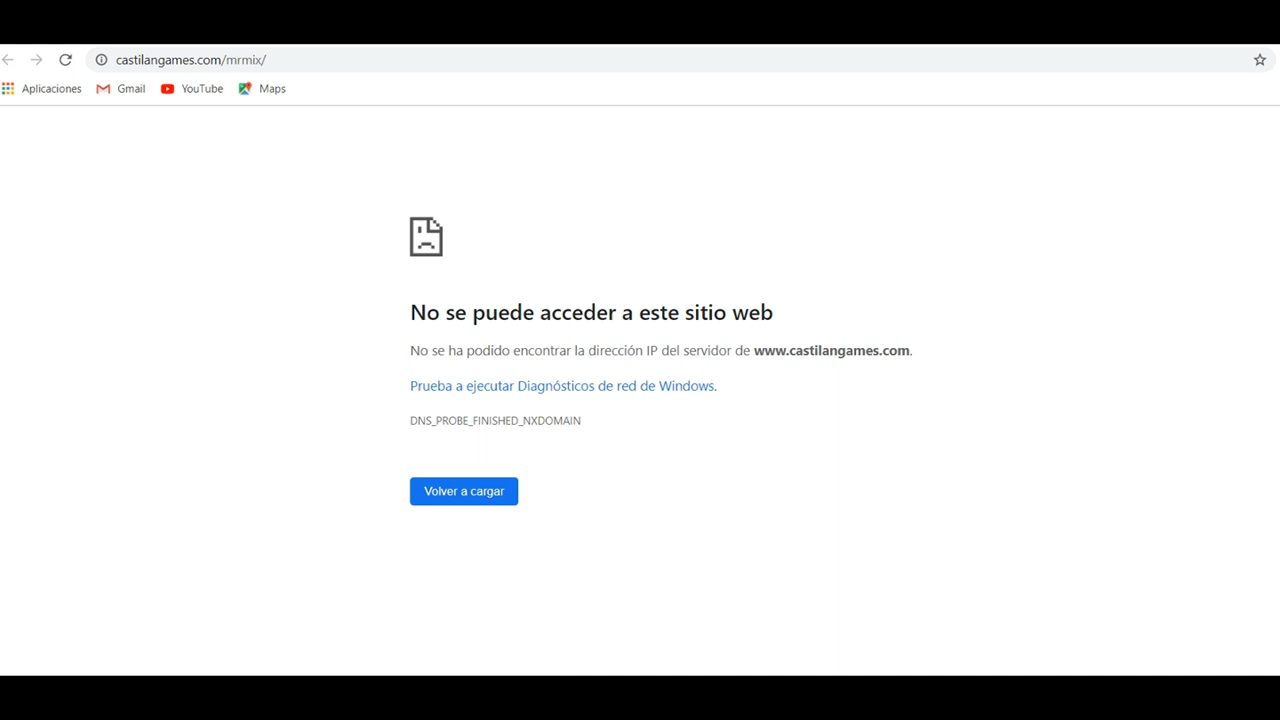 castilangames.com/mrmix/
Aplicaciones Gmail YouTube Maps
No se puede acceder a este sitio web
No se ha podido encontrar la dirección IP del servidor de www.castilangames.com.
Prueba a ejecutar Diagnósticos de red de Windows.
DNS_PROBE_FINISHED_NXDOMAIN
Volver a cargar